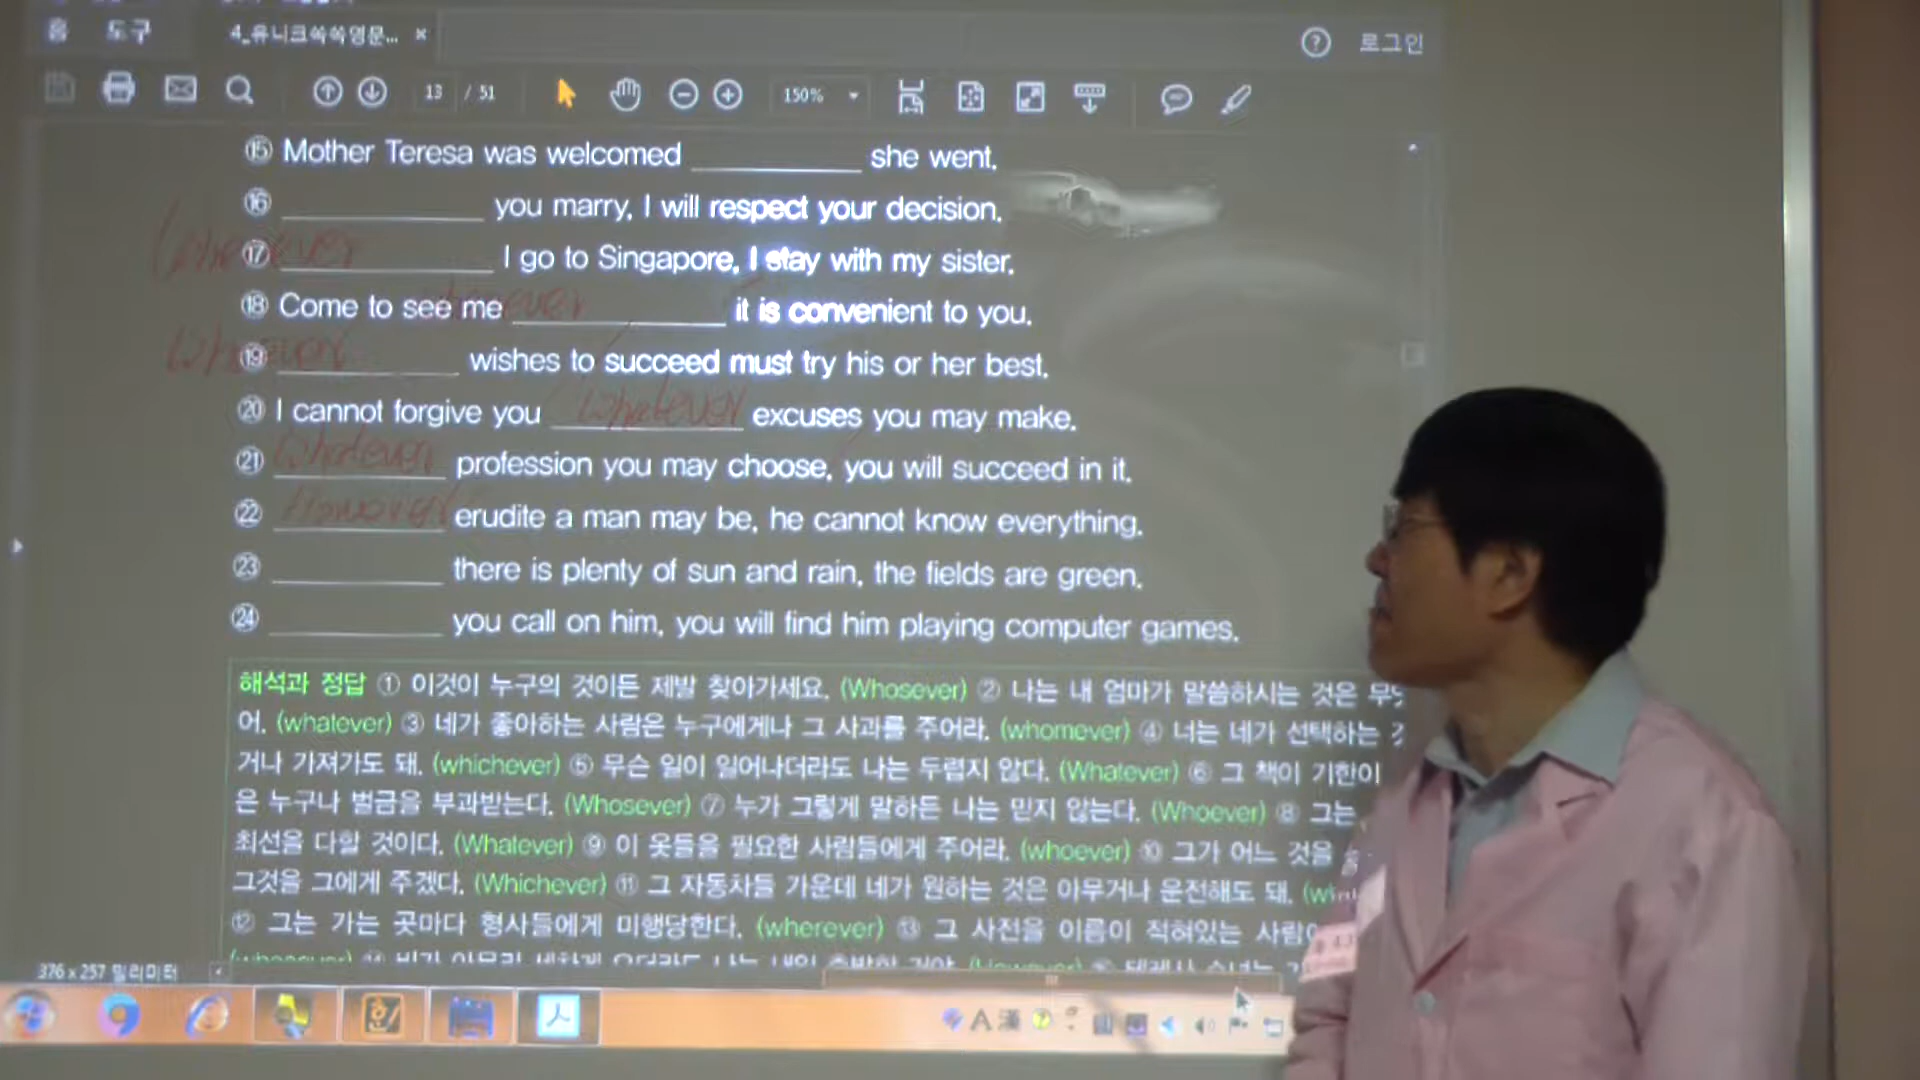 홈 도구 4_유니크쏙쏙영문... × ? 로그인
13 / 51 150%
⑮ Mother Teresa was welcomed ____________ she went.
⑯ ____________ you marry, I will respect your decision.
⑰ ____________ I go to Singapore, I stay with my sister.
⑱ Come to see me ____________ it is convenient to you.
⑲ ____________ wishes to succeed must try his or her best.
⑳ I cannot forgive you whatever excuses you may make.
㉑ whatever profession you may choose, you will succeed in it.
㉒ However erudite a man may be, he cannot know everything.
㉓ ____________ there is plenty of sun and rain, the fields are green.
㉔ ____________ you call on him, you will find him playing computer games.
해석과 정답 ① 이것이 누구의 것이든 제발 찾아가세요. (Whosever) ② 나는 내 엄마가 말씀하시는 것은
어. (whatever) ③ 네가 좋아하는 사람은 누구에게나 그 사과를 주어라. (whomever) ④ 너는 네가 선택하는
거나 가져가도 돼. (whichever) ⑤ 무슨 일이 일어나더라도 나는 두렵지 않다. (Whatever) ⑥ 그 책이 기한이
은 누구나 벌금을 부과받는다. (Whosever) ⑦ 누가 그렇게 말하든 나는 믿지 않는다. (Whoever) ⑧ 그는
최선을 다할 것이다. (Whatever) ⑨ 이 옷들을 필요한 사람들에게 주어라. (whoever) ⑩ 그가 어느 것을
그것을 그에게 주겠다. (Whichever) ⑪ 그 자동차들 가운데 네가 원하는 것은 아무거나 운전해도 돼.
⑫ 그는 가는 곳마다 형사들에게 미행당한다. (wherever) ⑬ 그 사전을 이름이 적혀있는
376 x 257 밀리미터
A 漢